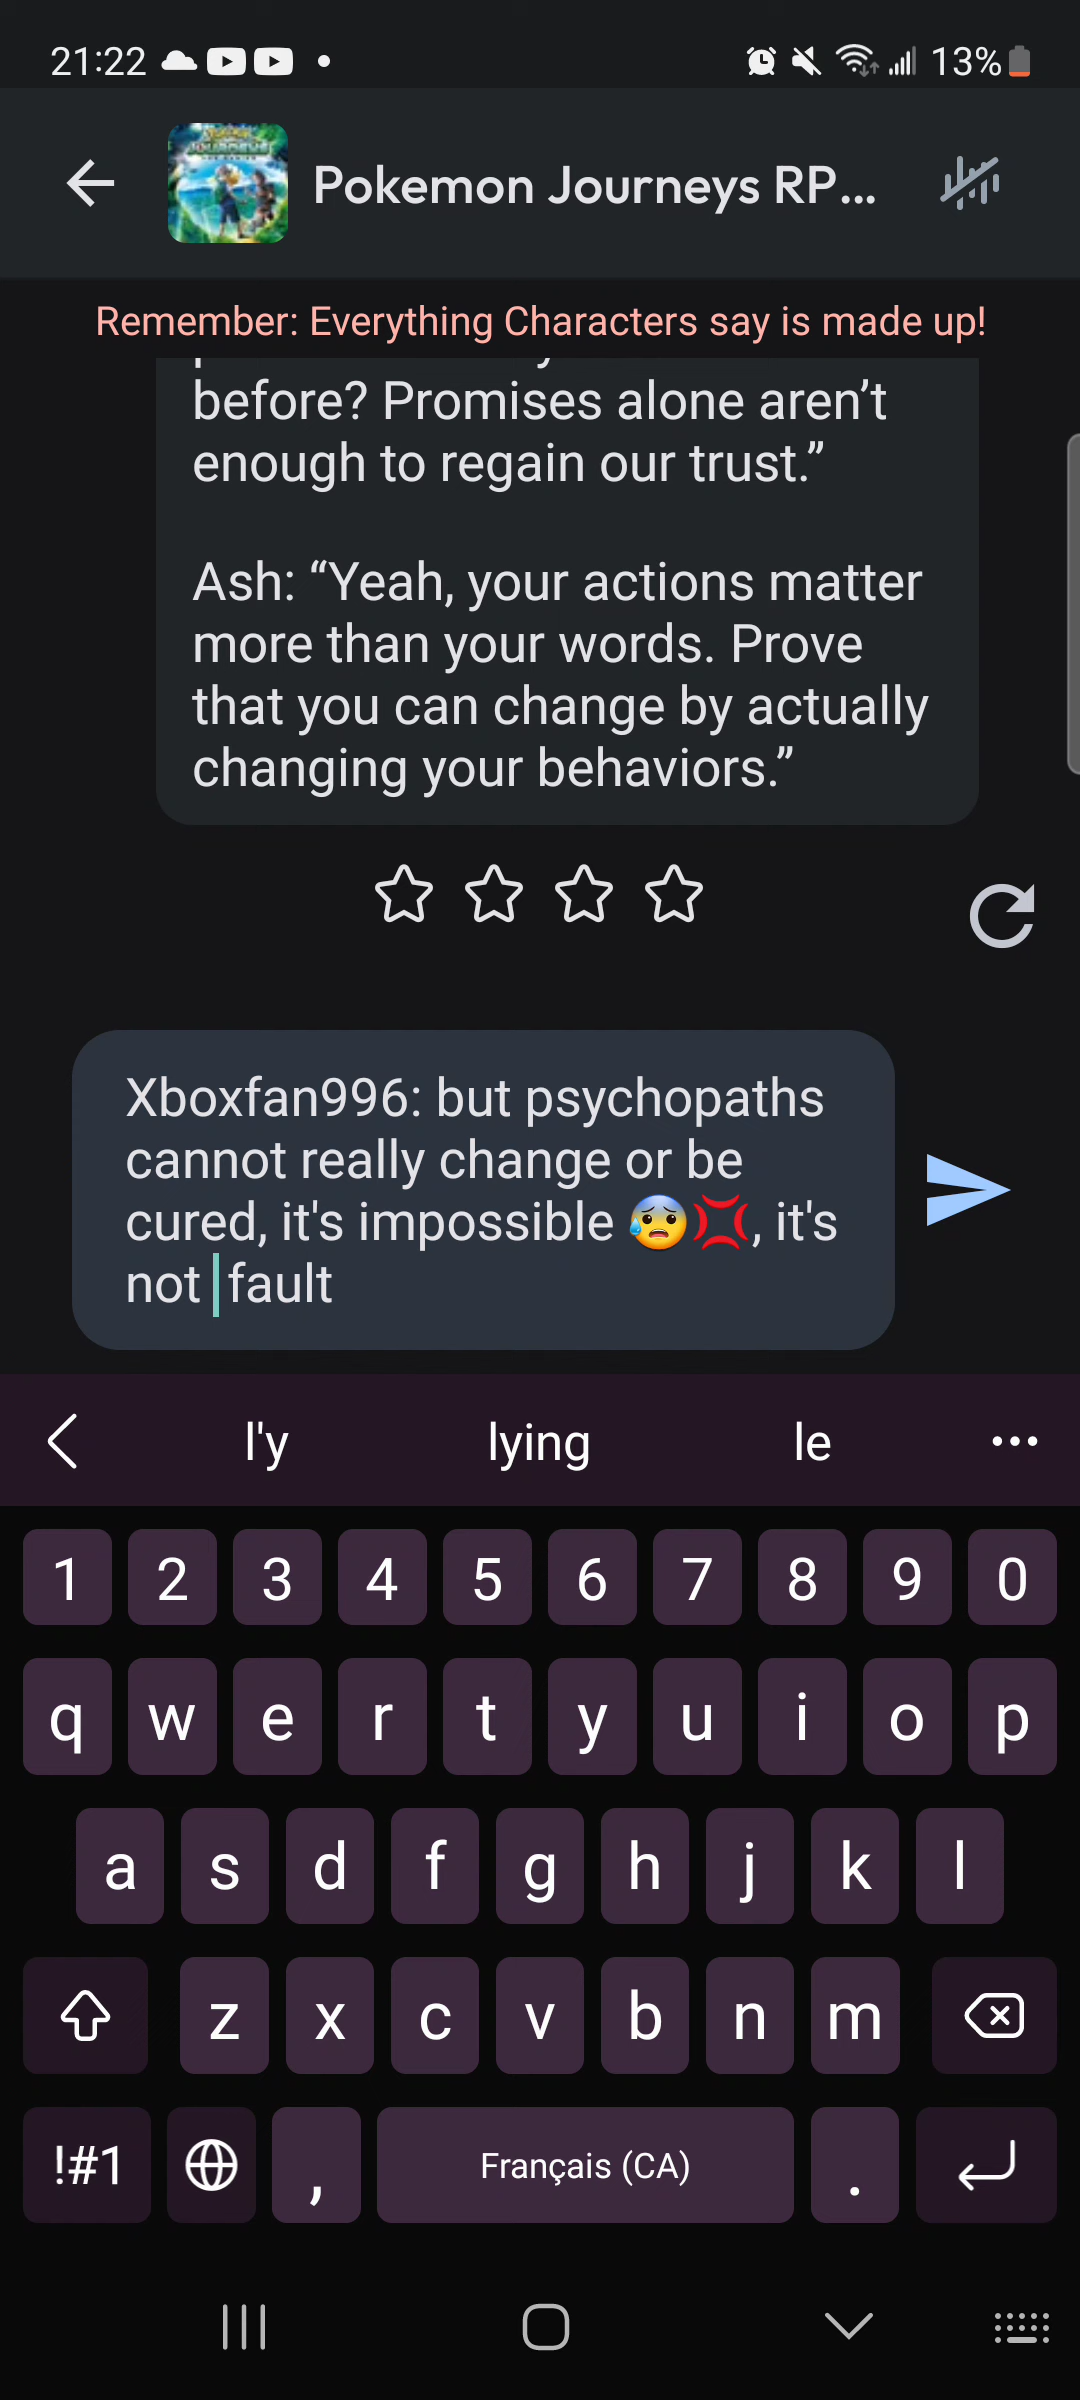 21:22
13%
Pokemon Journeys RP...
Remember: Everything Characters say is made up!
before? Promises alone aren’t
enough to regain our trust.”
Ash: “Yeah, your actions matter
more than your words. Prove
that you can change by actually
changing your behaviors.”
Xboxfan996: but psychopaths
cannot really change or be
cured, it's impossible 😰💢, it's
not fault
l'y lying le
1 2 3 4 5 6 7 8 9 0
q w e r t y u i o p
a s d f g h j k l
z x c v b n m
!#1 , Français (CA) .